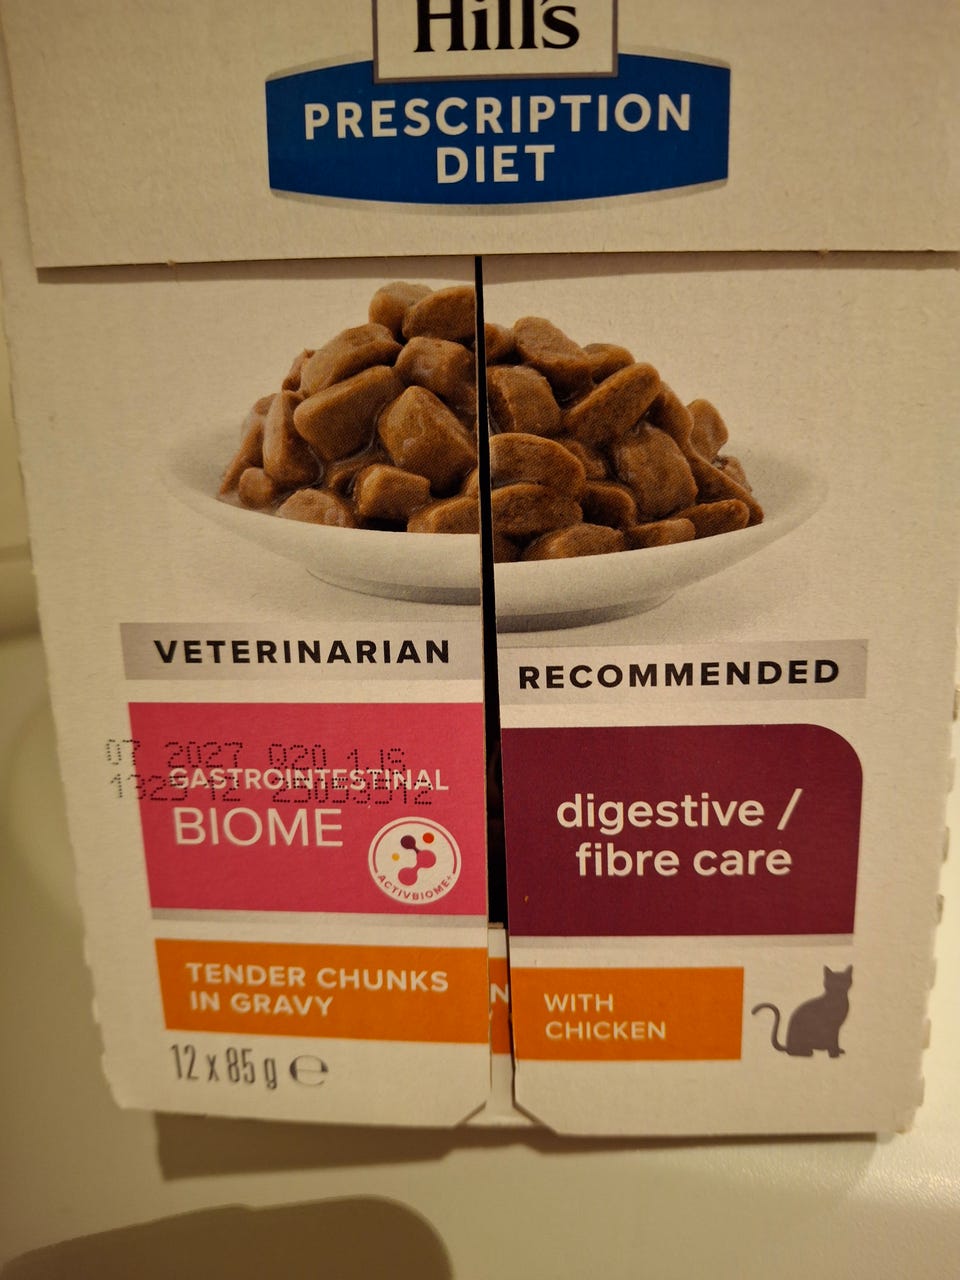 Hill's
PRESCRIPTION
DIET
VETERINARIAN RECOMMENDED
07 2027 020
GASTROINTESTINAL
BIOME
ACTIVBIOME+
digestive /
fibre care
TENDER CHUNKS
IN GRAVY
WITH
CHICKEN
12 x 85 g ℮